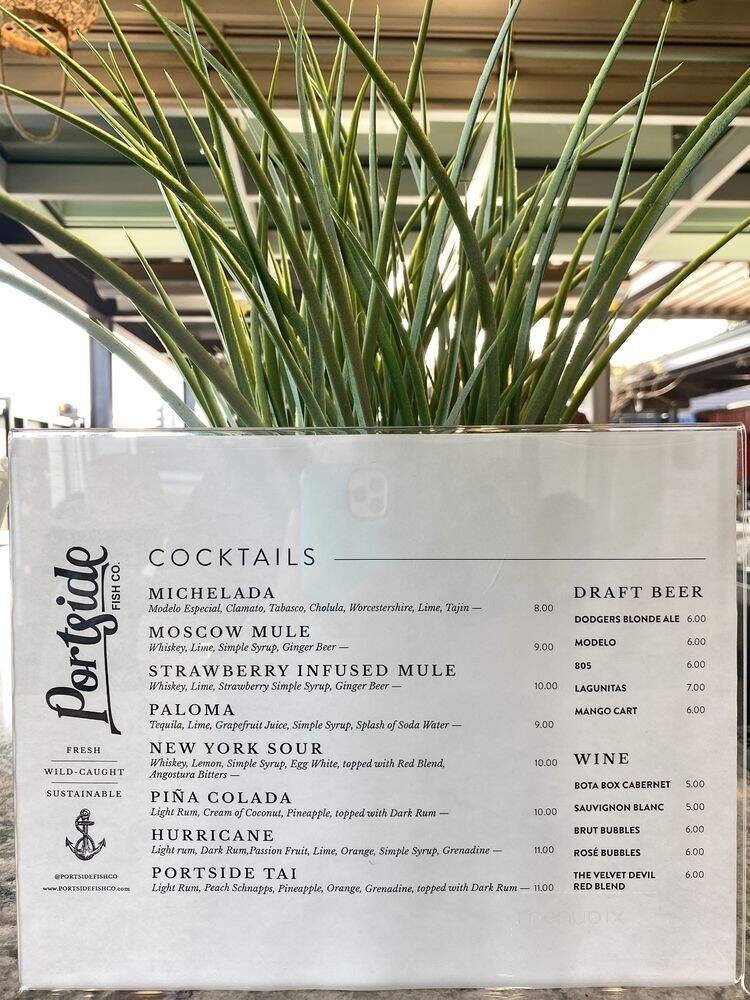 Portside
FISH CO.
FRESH
WILD-CAUGHT
SUSTAINABLE
@PORTSIDEFISHCO
www.PORTSIDEFISHCO.com
COCKTAILS
MICHELADA
Modelo Especial, Clamato, Tabasco, Cholula, Worcestershire, Lime, Tajin — 8.00
MOSCOW MULE
Whiskey, Lime, Simple Syrup, Ginger Beer — 9.00
STRAWBERRY INFUSED MULE
Whiskey, Lime, Strawberry Simple Syrup, Ginger Beer — 10.00
PALOMA
Tequila, Lime, Grapefruit Juice, Simple Syrup, Splash of Soda Water — 9.00
NEW YORK SOUR
Whiskey, Lemon, Simple Syrup, Egg White, topped with Red Blend, 10.00
Angostura Bitters —
PIÑA COLADA
Light Rum, Cream of Coconut, Pineapple, topped with Dark Rum — 10.00
HURRICANE
Light rum, Dark Rum,Passion Fruit, Lime, Orange, Simple Syrup, Grenadine — 11.00
PORTSIDE TAI
Light Rum, Peach Schnapps, Pineapple, Orange, Grenadine, topped with Dark Rum — 11.00
DRAFT BEER
DODGERS BLONDE ALE 6.00
MODELO 6.00
805 6.00
LAGUNITAS 7.00
MANGO CART 6.00
WINE
BOTA BOX CABERNET 5.00
SAUVIGNON BLANC 5.00
BRUT BUBBLES 6.00
ROSÉ BUBBLES 6.00
THE VELVET DEVIL 6.00
RED BLEND
menupix